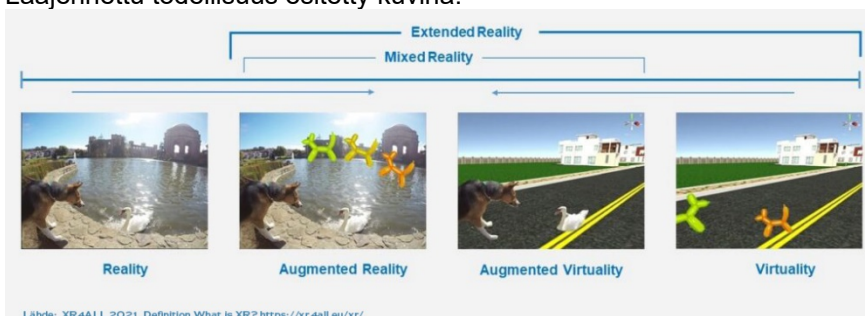 Laajennettu todellisuus esitetty kuvina:
Extended Reality
Mixed Reality
Reality
Augmented Reality
Augmented Virtuality
Virtuality
Lähde: XR4ALL 2021. Definition What is XR? https://xr4all.eu/xr/